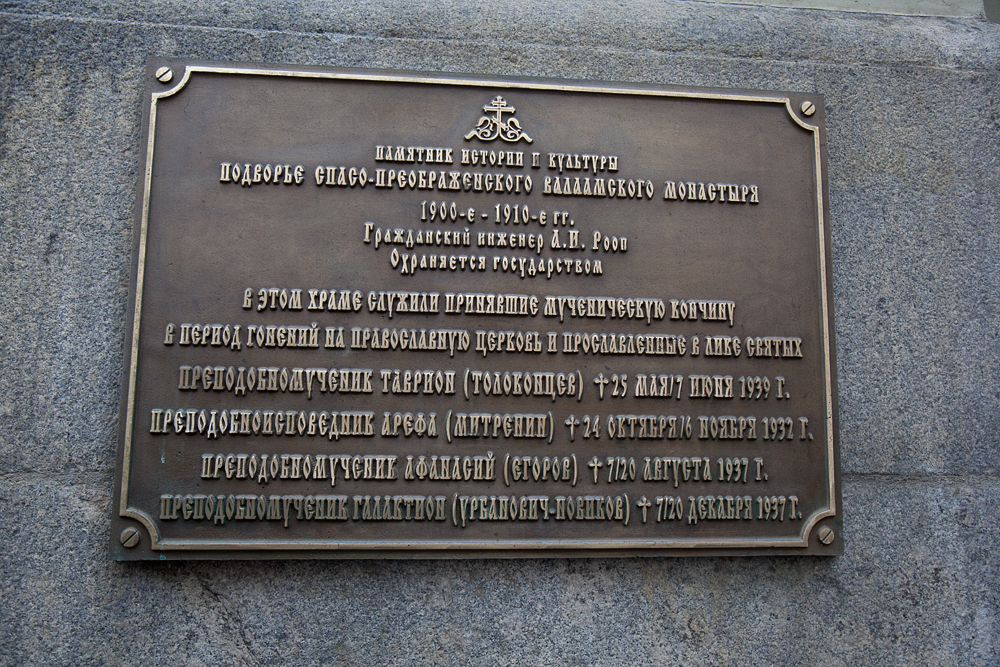 ПАМЯТНИК ИСТОРИИ И КУЛЬТУРЫ
ПОДВОРЬЕ СПАСО-ПРЕОБРАЖЕНСКОГО ВАЛААМСКОГО МОНАСТЫРЯ
1900-е - 1910-е гг.
Гражданский инженер А.И. Рооп
Охраняется государством
В ЭТОМ ХРАМЕ СЛУЖИЛИ ПРИНЯВШИЕ МУЧЕНИЧЕСКУЮ КОНЧИНУ
В ПЕРИОД ГОНЕНИЙ НА ПРАВОСЛАВНУЮ ЦЕРКОВЬ И ПРОСЛАВЛЕННЫЕ В ЛИКЕ СВЯТЫХ
ПРЕПОДОБНОМУЧЕНИК ТАВРИОН (ТОЛОКОНЦЕВ) ✝25 МАЯ/7 ИЮНЯ 1939 Г.
ПРЕПОДОБНОИСПОВЕДНИК АРЕФА (МИТРЕНИН) ✝24 ОКТЯБРЯ/6 НОЯБРЯ 1932 Г.
ПРЕПОДОБНОМУЧЕНИК АФАНАСИЙ (ЕГОРОВ) ✝7/20 АВГУСТА 1937 Г.
ПРЕПОДОБНОМУЧЕНИК ГАЛАКТИОН (УРБАНОВИЧ-НОВИКОВ) ✝7/20 ДЕКАБРЯ 1937 Г.